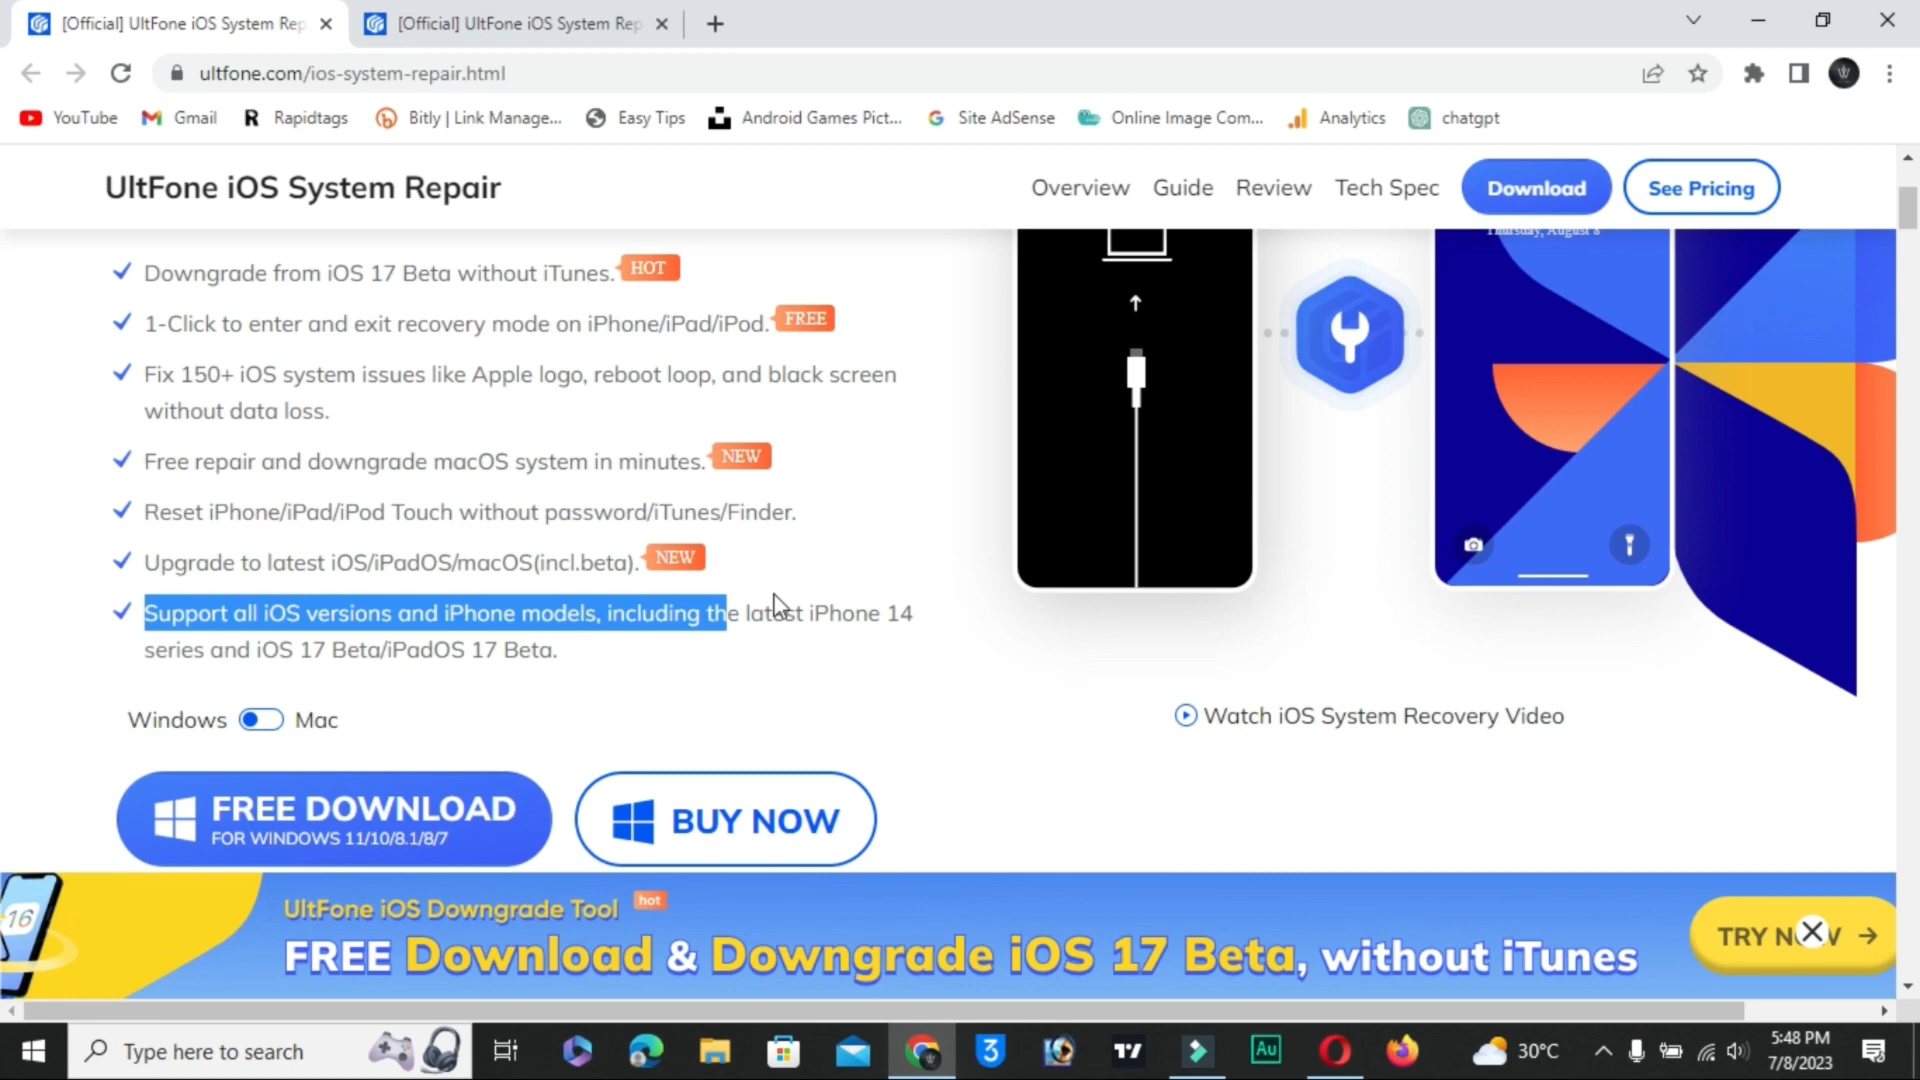 [Official] UltFone iOS System Rep
[Official] UltFone iOS System Rep
ultfone.com/ios-system-repair.html
YouTube
Gmail
Rapidtags
Bitly | Link Manage...
Easy Tips
Android Games Pict...
Site AdSense
Online Image Com...
Analytics
chatgpt
UltFone iOS System Repair
Overview
Guide
Review
Tech Spec
Download
See Pricing
Thursday, August 8
Downgrade from iOS 17 Beta without iTunes. HOT
1-Click to enter and exit recovery mode on iPhone/iPad/iPod. FREE
Fix 150+ iOS system issues like Apple logo, reboot loop, and black screen
without data loss.
Free repair and downgrade macOS system in minutes. NEW
Reset iPhone/iPad/iPod Touch without password/iTunes/Finder.
Upgrade to latest iOS/iPadOS/macOS(incl.beta). NEW
Support all iOS versions and iPhone models, including the latest iPhone 14
series and iOS 17 Beta/iPadOS 17 Beta.
Windows
Mac
Watch iOS System Recovery Video
FREE DOWNLOAD
FOR WINDOWS 11/10/8.1/8/7
BUY NOW
16
UltFone iOS Downgrade Tool hot
FREE Download & Downgrade iOS 17 Beta, without iTunes
TRY NOW →
Type here to search
3
Au
30°C
5:48 PM
7/8/2023